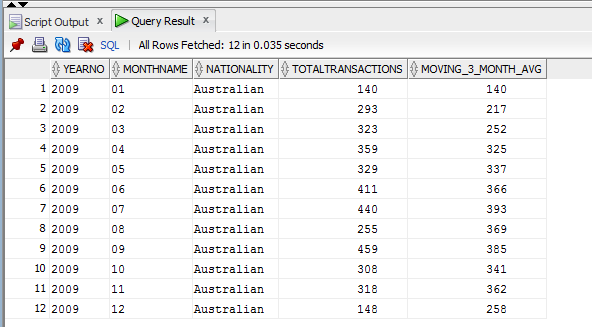 Script Output x Query Result x
SQL | All Rows Fetched: 12 in 0.035 seconds
YEARNO MONTHNAME NATIONALITY TOTALTRANSACTIONS MOVING_3_MONTH_AVG
1 2009 01 Australian 140 140
2 2009 02 Australian 293 217
3 2009 03 Australian 323 252
4 2009 04 Australian 359 325
5 2009 05 Australian 329 337
6 2009 06 Australian 411 366
7 2009 07 Australian 440 393
8 2009 08 Australian 255 369
9 2009 09 Australian 459 385
10 2009 10 Australian 308 341
11 2009 11 Australian 318 362
12 2009 12 Australian 148 258